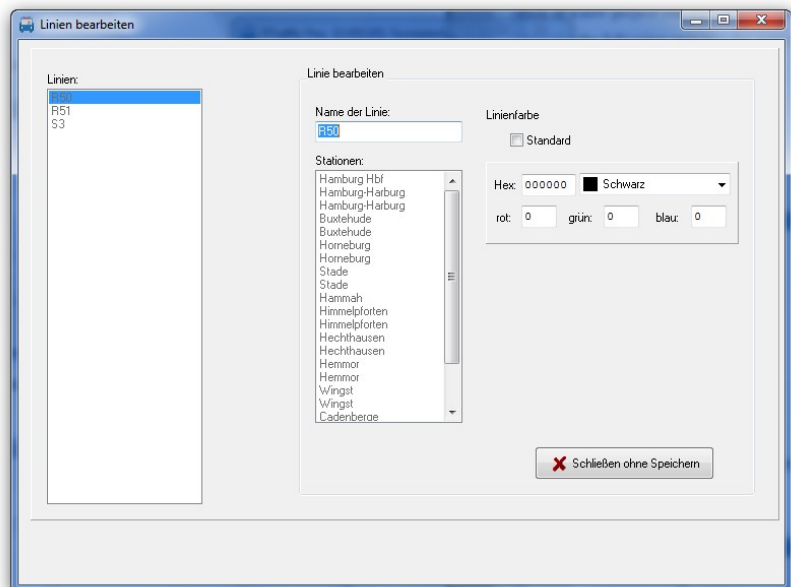 Linien bearbeiten
Linien:
R50
R51
S3
Linie bearbeiten
Name der Linie:
R50
Stationen:
Hamburg Hbf
Hamburg-Harburg
Hamburg-Harburg
Buxtehude
Buxtehude
Horneburg
Horneburg
Stade
Stade
Hammah
Himmelpforten
Himmelpforten
Hechthausen
Hechthausen
Hemmor
Hemmor
Wingst
Wingst
Cadenberge
Linienfarbe
Standard
Hex: 000000 Schwarz
rot: 0 grün: 0 blau: 0
Schließen ohne Speichern